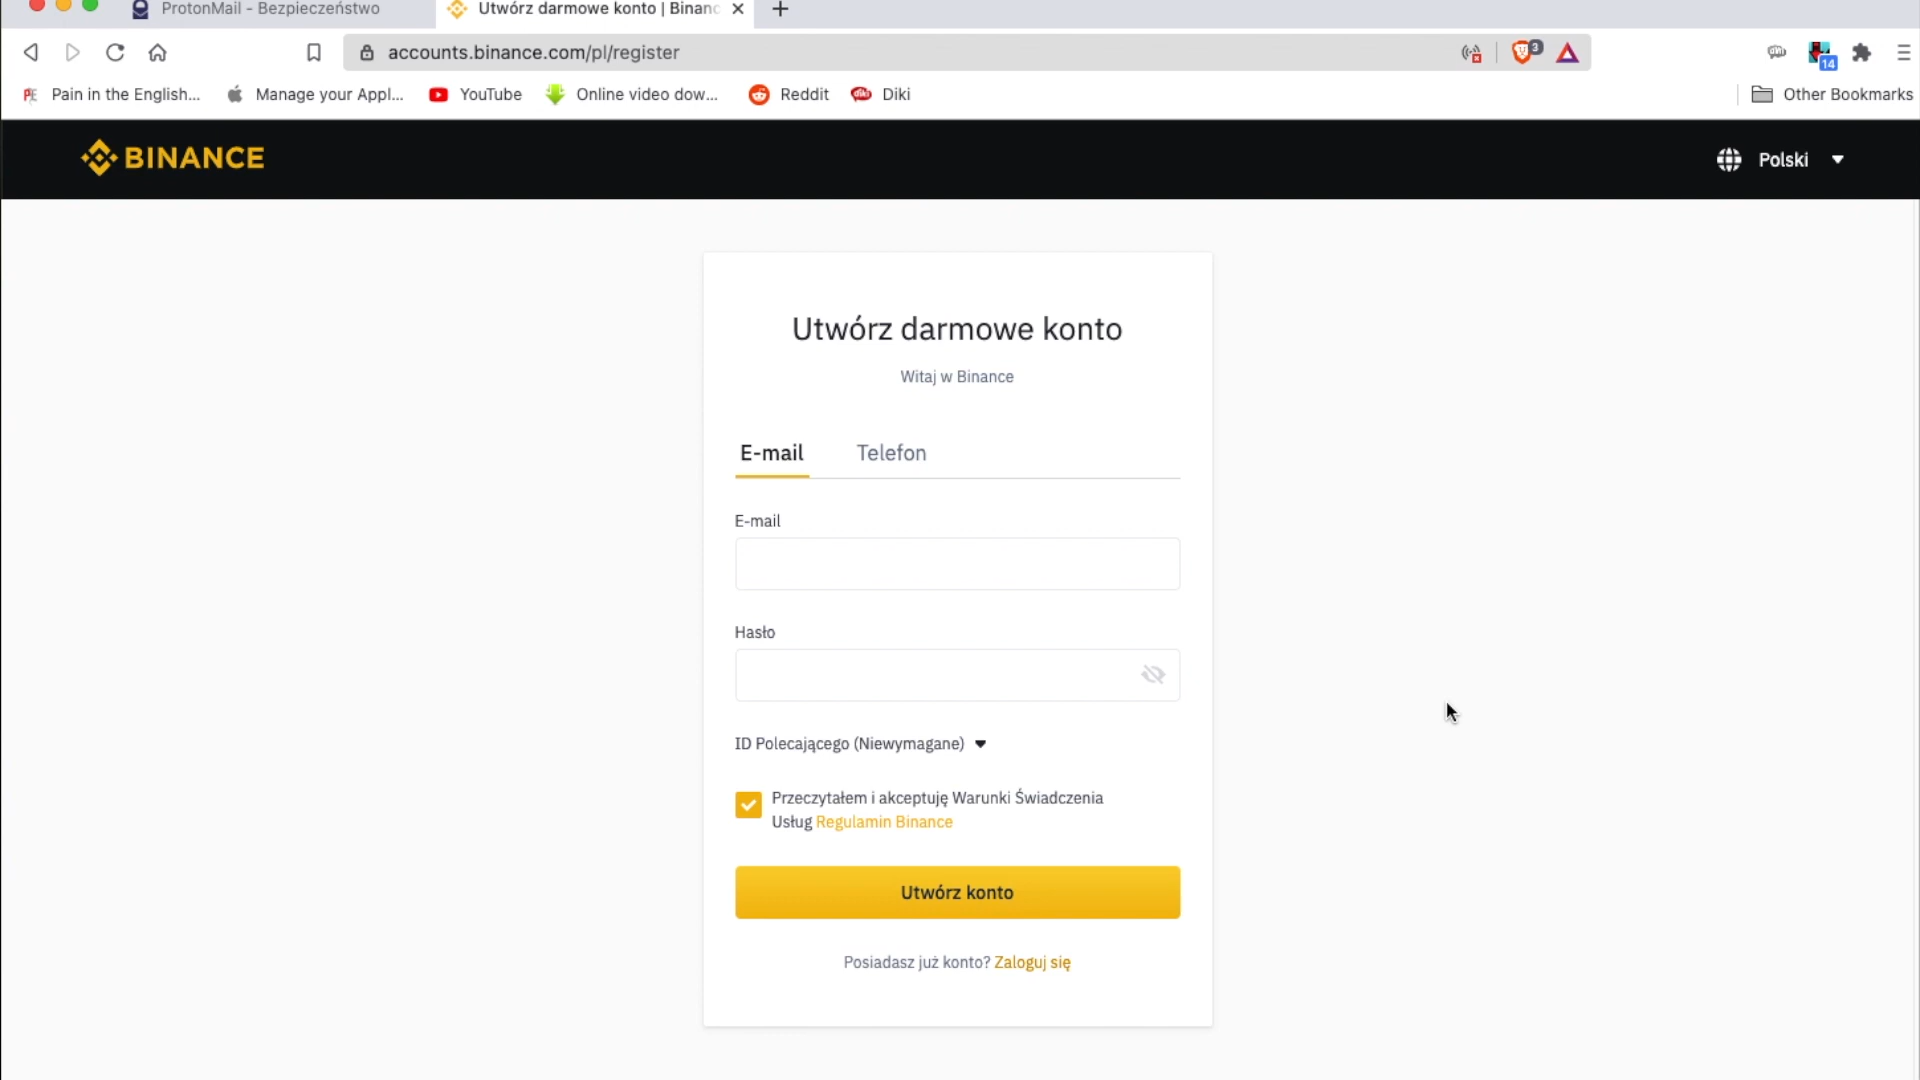 ProtonMail - Bezpieczeństwo
Utwórz darmowe konto | Binanc
accounts.binance.com/pl/register
3
14
Pain in the English...
Manage your Appl...
YouTube
Online video dow...
Reddit
Diki
Other Bookmarks
BINANCE
Polski
Utwórz darmowe konto
Witaj w Binance
E-mail
Telefon
E-mail
Hasło
ID Polecającego (Niewymagane)
Przeczytałem i akceptuję Warunki Świadczenia
Usług Regulamin Binance
Utwórz konto
Posiadasz już konto? Zaloguj się